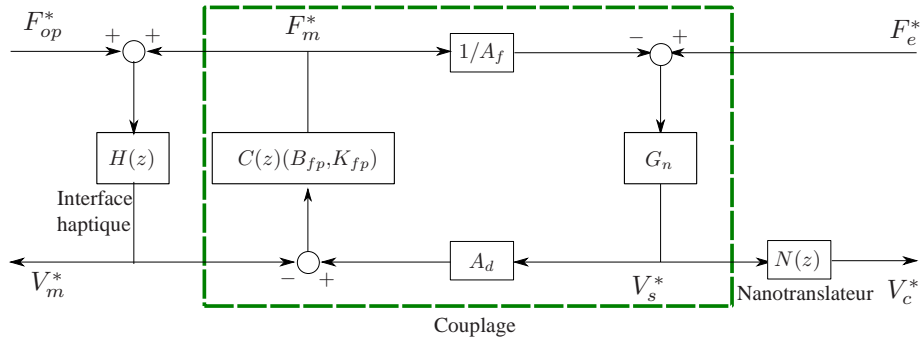 F*op + + F*m 1/Af − + F*e
H(z) C(z)(Bfp,Kfp) Gn
Interface
haptique
− + Ad N(z)
V*m V*s Nanotranslateur V*c
Couplage